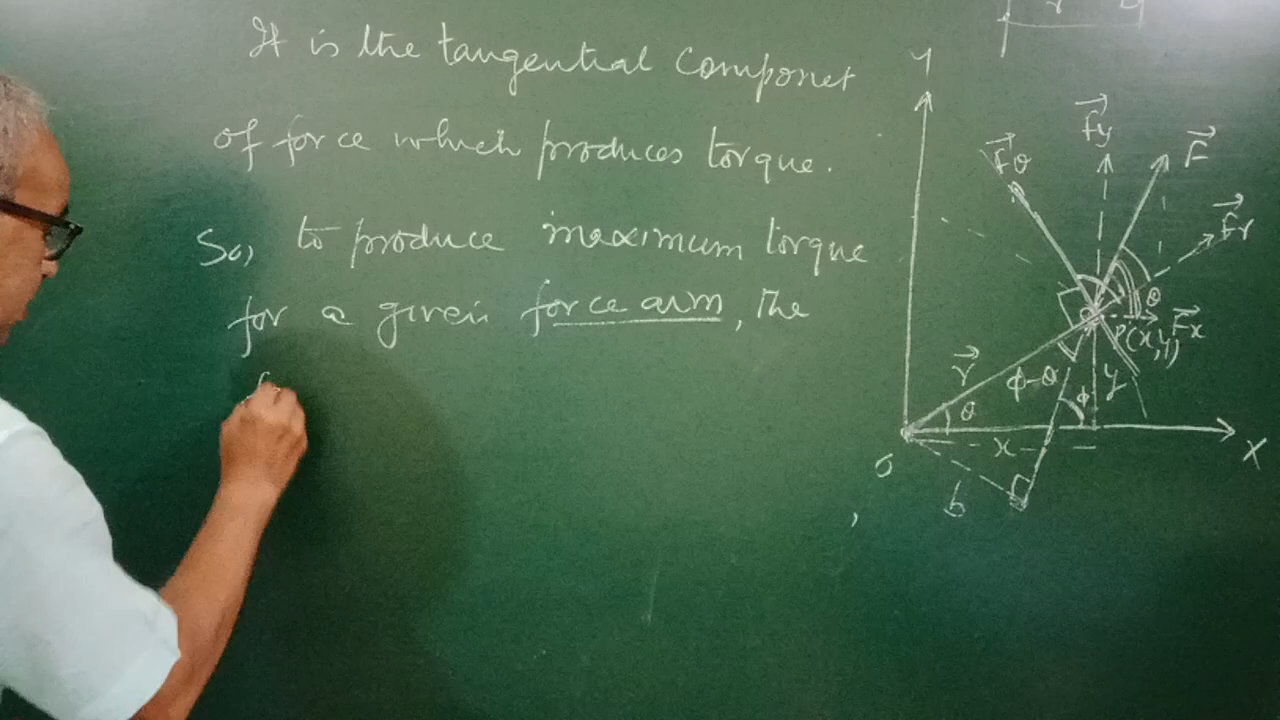 It is the tangential componet
of force which produces torque.
So, to produce maximum torque
for a given force arm, the
Y
F⃗y
F⃗θ
F⃗
F⃗r
θ
F⃗x
P(x,y)
r⃗
ϕ-θ
y
θ
ϕ
x
X
O
b